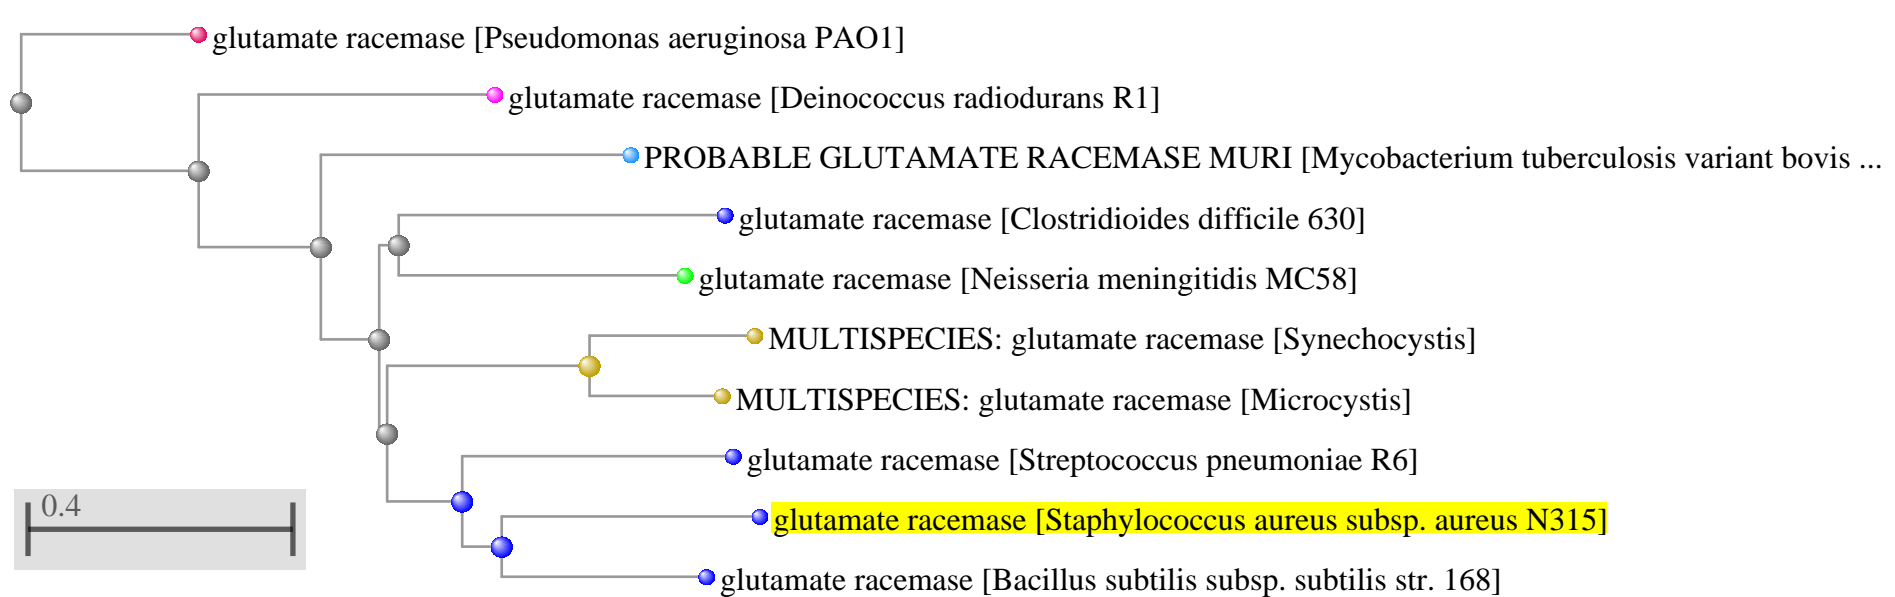 glutamate racemase [Pseudomonas aeruginosa PAO1]
glutamate racemase [Deinococcus radiodurans R1]
PROBABLE GLUTAMATE RACEMASE MURI [Mycobacterium tuberculosis variant bovis ...
glutamate racemase [Clostridioides difficile 630]
glutamate racemase [Neisseria meningitidis MC58]
MULTISPECIES: glutamate racemase [Synechocystis]
MULTISPECIES: glutamate racemase [Microcystis]
glutamate racemase [Streptococcus pneumoniae R6]
0.4
glutamate racemase [Staphylococcus aureus subsp. aureus N315]
glutamate racemase [Bacillus subtilis subsp. subtilis str. 168]